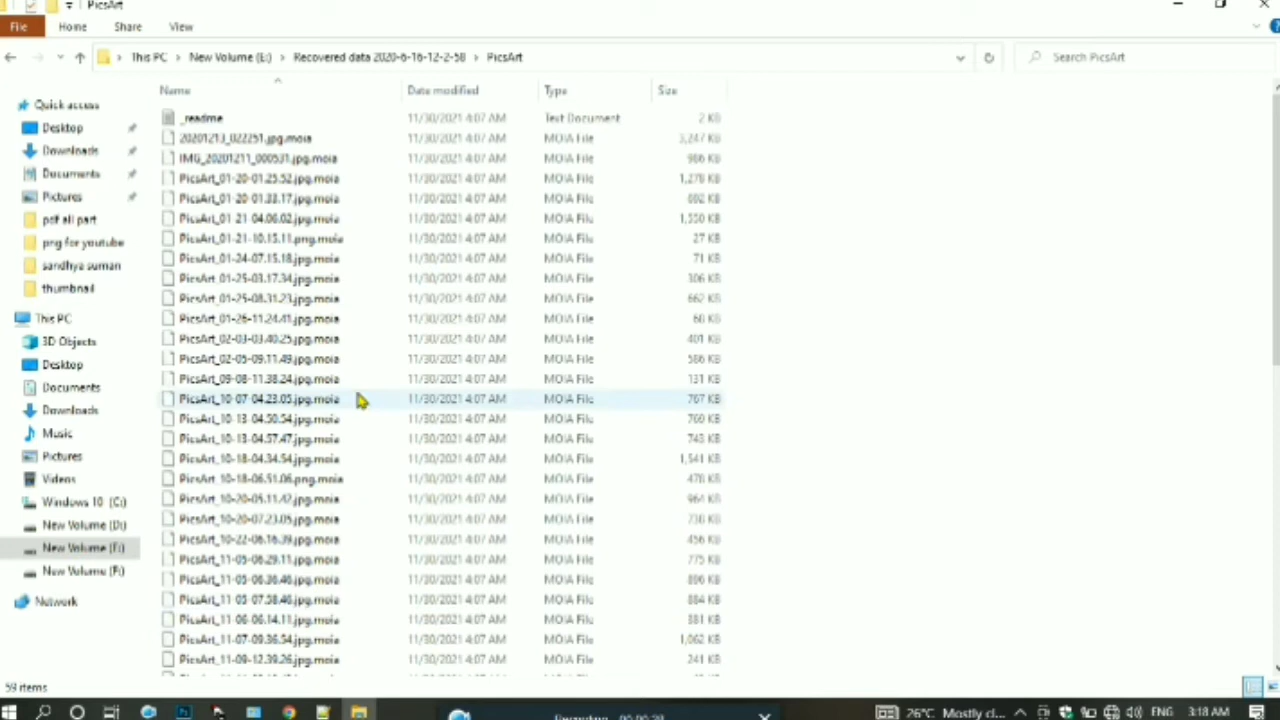 PicsArt
File Home Share View
This PC New Volume (E:) Recovered data 2020-6-16-12-2-58 PicsArt Search PicsArt
Name Date modified Type Size
Quick access
Desktop
Downloads
Documents
Pictures
pdf all part
png for youtube
sandhya suman
thumbnail
This PC
3D Objects
Desktop
Documents
Downloads
Music
Pictures
Videos
Windows 10 (C:)
New Volume (D:)
New Volume (E:)
New Volume (F:)
Network
_readme 11/30/2021 4:07 AM Text Document 2 KB
20201213_022251.jpg.moia 11/30/2021 4:07 AM MOIA File 3,247 KB
IMG_20201211_000531.jpg.moia 11/30/2021 4:07 AM MOIA File 986 KB
PicsArt_01-20-01.25.52.jpg.moia 11/30/2021 4:07 AM MOIA File 1,278 KB
PicsArt_01-20-01.33.17.jpg.moia 11/30/2021 4:07 AM MOIA File KB
PicsArt_01-21-04.06.02.jpg.moia 11/30/2021 4:07 AM MOIA File 1,550 KB
PicsArt_01-21-10.15.11.png.moia 11/30/2021 4:07 AM MOIA File 27 KB
PicsArt_01-24-07.15.18.jpg.moia 11/30/2021 4:07 AM MOIA File 71 KB
PicsArt_01-25-03.17.34.jpg.moia 11/30/2021 4:07 AM MOIA File 306 KB
PicsArt_01-25-08.31.23.jpg.moia 11/30/2021 4:07 AM MOIA File 662 KB
PicsArt_01-26-11.24.41.jpg.moia 11/30/2021 4:07 AM MOIA File 68 KB
PicsArt_02-03-03.40.25.jpg.moia 11/30/2021 4:07 AM MOIA File 401 KB
PicsArt_02-05-09.11.49.jpg.moia 11/30/2021 4:07 AM MOIA File 586 KB
PicsArt_09-08-11.38.24.jpg.moia 11/30/2021 4:07 AM MOIA File 131 KB
PicsArt_10-07-04.23.05.jpg.moia 11/30/2021 4:07 AM MOIA File 767 KB
PicsArt_10-13-04.50.54.jpg.moia 11/30/2021 4:07 AM MOIA File 769 KB
PicsArt_10-13-04.57.47.jpg.moia 11/30/2021 4:07 AM MOIA File 743 KB
PicsArt_10-18-04.34.54.jpg.moia 11/30/2021 4:07 AM MOIA File 1,541 KB
PicsArt_10-18-06.51.06.png.moia 11/30/2021 4:07 AM MOIA File 478 KB
PicsArt_10-20-05.11.42.jpg.moia 11/30/2021 4:07 AM MOIA File 964 KB
PicsArt_10-20-07.23.05.jpg.moia 11/30/2021 4:07 AM MOIA File 738 KB
PicsArt_10-22-06.16.39.jpg.moia 11/30/2021 4:07 AM MOIA File 456 KB
PicsArt_11-05-06.29.11.jpg.moia 11/30/2021 4:07 AM MOIA File 775 KB
PicsArt_11-05-06.36.46.jpg.moia 11/30/2021 4:07 AM MOIA File 896 KB
PicsArt_11-05-07.58.46.jpg.moia 11/30/2021 4:07 AM MOIA File 884 KB
PicsArt_11-06-06.14.11.jpg.moia 11/30/2021 4:07 AM MOIA File 381 KB
PicsArt_11-07-09.36.54.jpg.moia 11/30/2021 4:07 AM MOIA File 1,062 KB
PicsArt_11-09-12.39.26.jpg.moia 11/30/2021 4:07 AM MOIA File 241 KB
59 items
26°C Mostly cl... ENG 3:18 AM